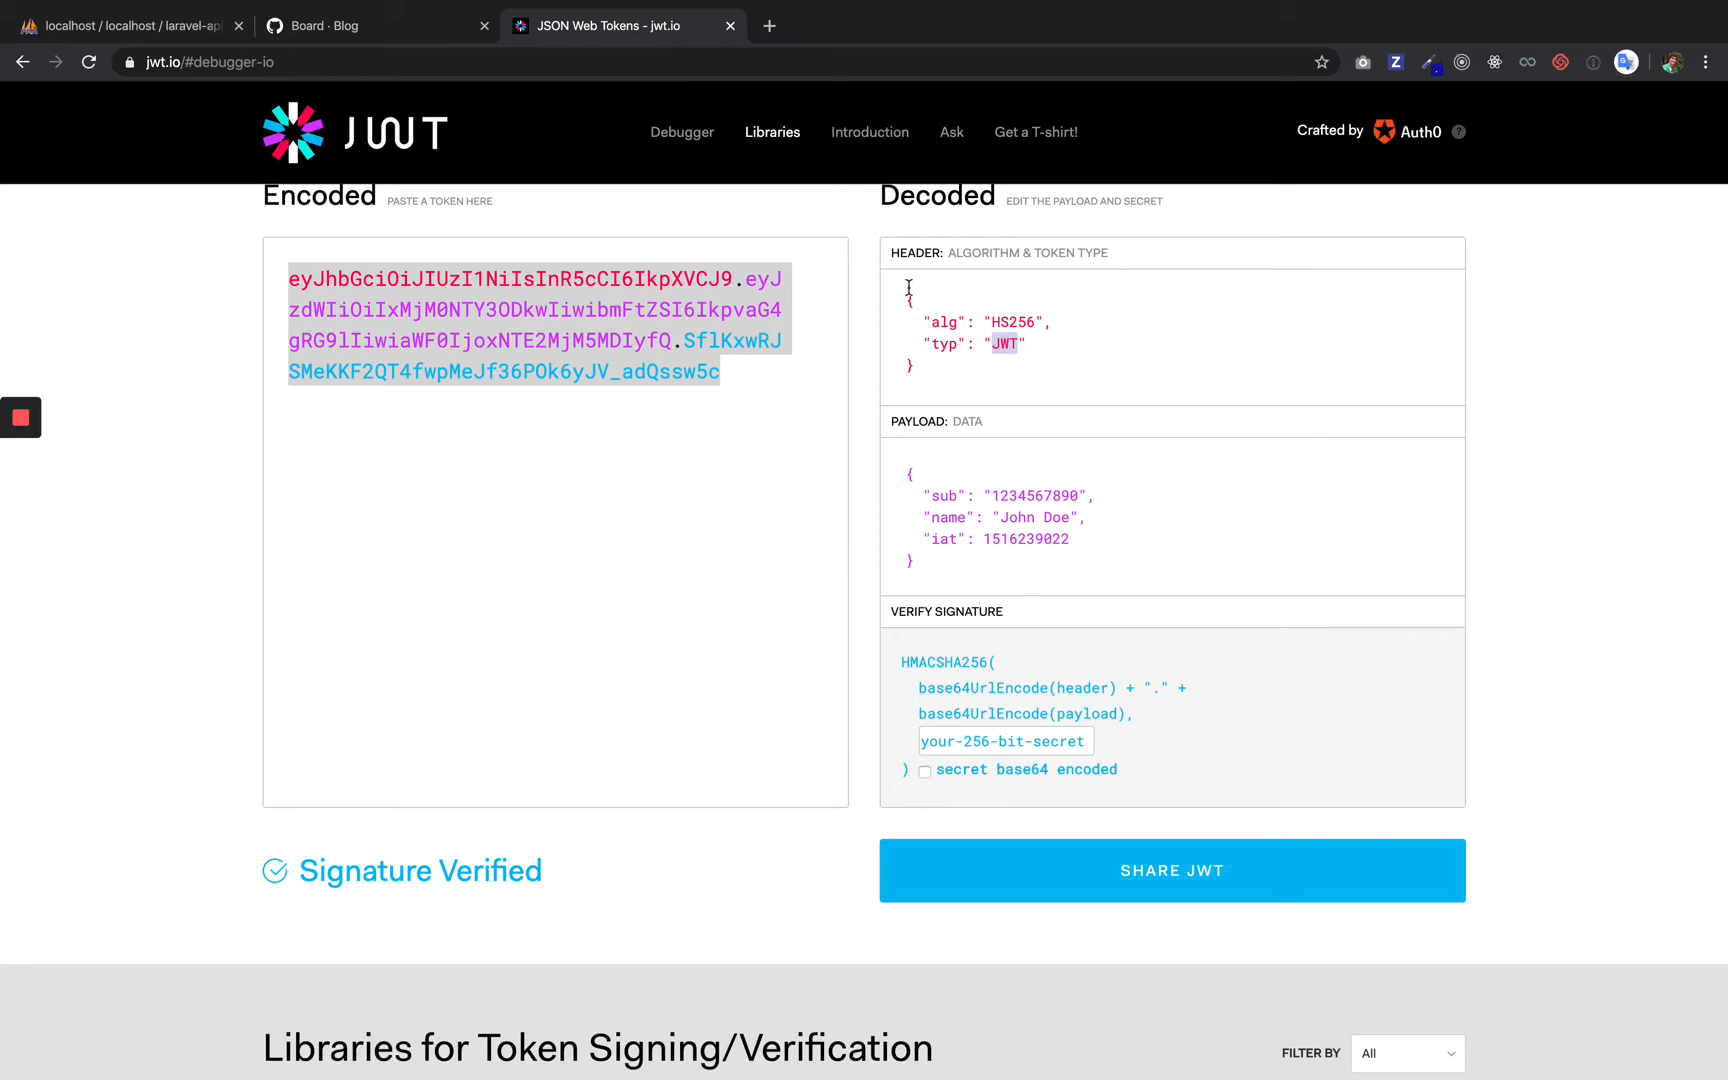 localhost / localhost / laravel-api
Board · Blog
JSON Web Tokens - jwt.io
jwt.io/#debugger-io
JWT
Debugger
Libraries
Introduction
Ask
Get a T-shirt!
Crafted by
Auth0
?
Encoded PASTE A TOKEN HERE
Decoded EDIT THE PAYLOAD AND SECRET
eyJhbGciOiJIUzI1NiIsInR5cCI6IkpXVCJ9.eyJ
zdWIiOiIxMjM0NTY3ODkwIiwibmFtZSI6IkpvaG4
gRG9lIiwiaWF0IjoxNTE2MjM5MDIyfQ.SflKxwRJ
SMeKKF2QT4fwpMeJf36POk6yJV_adQssw5c
HEADER: ALGORITHM & TOKEN TYPE
{
"alg": "HS256",
"typ": "JWT"
}
PAYLOAD: DATA
{
"sub": "1234567890",
"name": "John Doe",
"iat": 1516239022
}
VERIFY SIGNATURE
HMACSHA256(
base64UrlEncode(header) + "." +
base64UrlEncode(payload),
your-256-bit-secret
) secret base64 encoded
Signature Verified
SHARE JWT
Libraries for Token Signing/Verification
FILTER BY
All